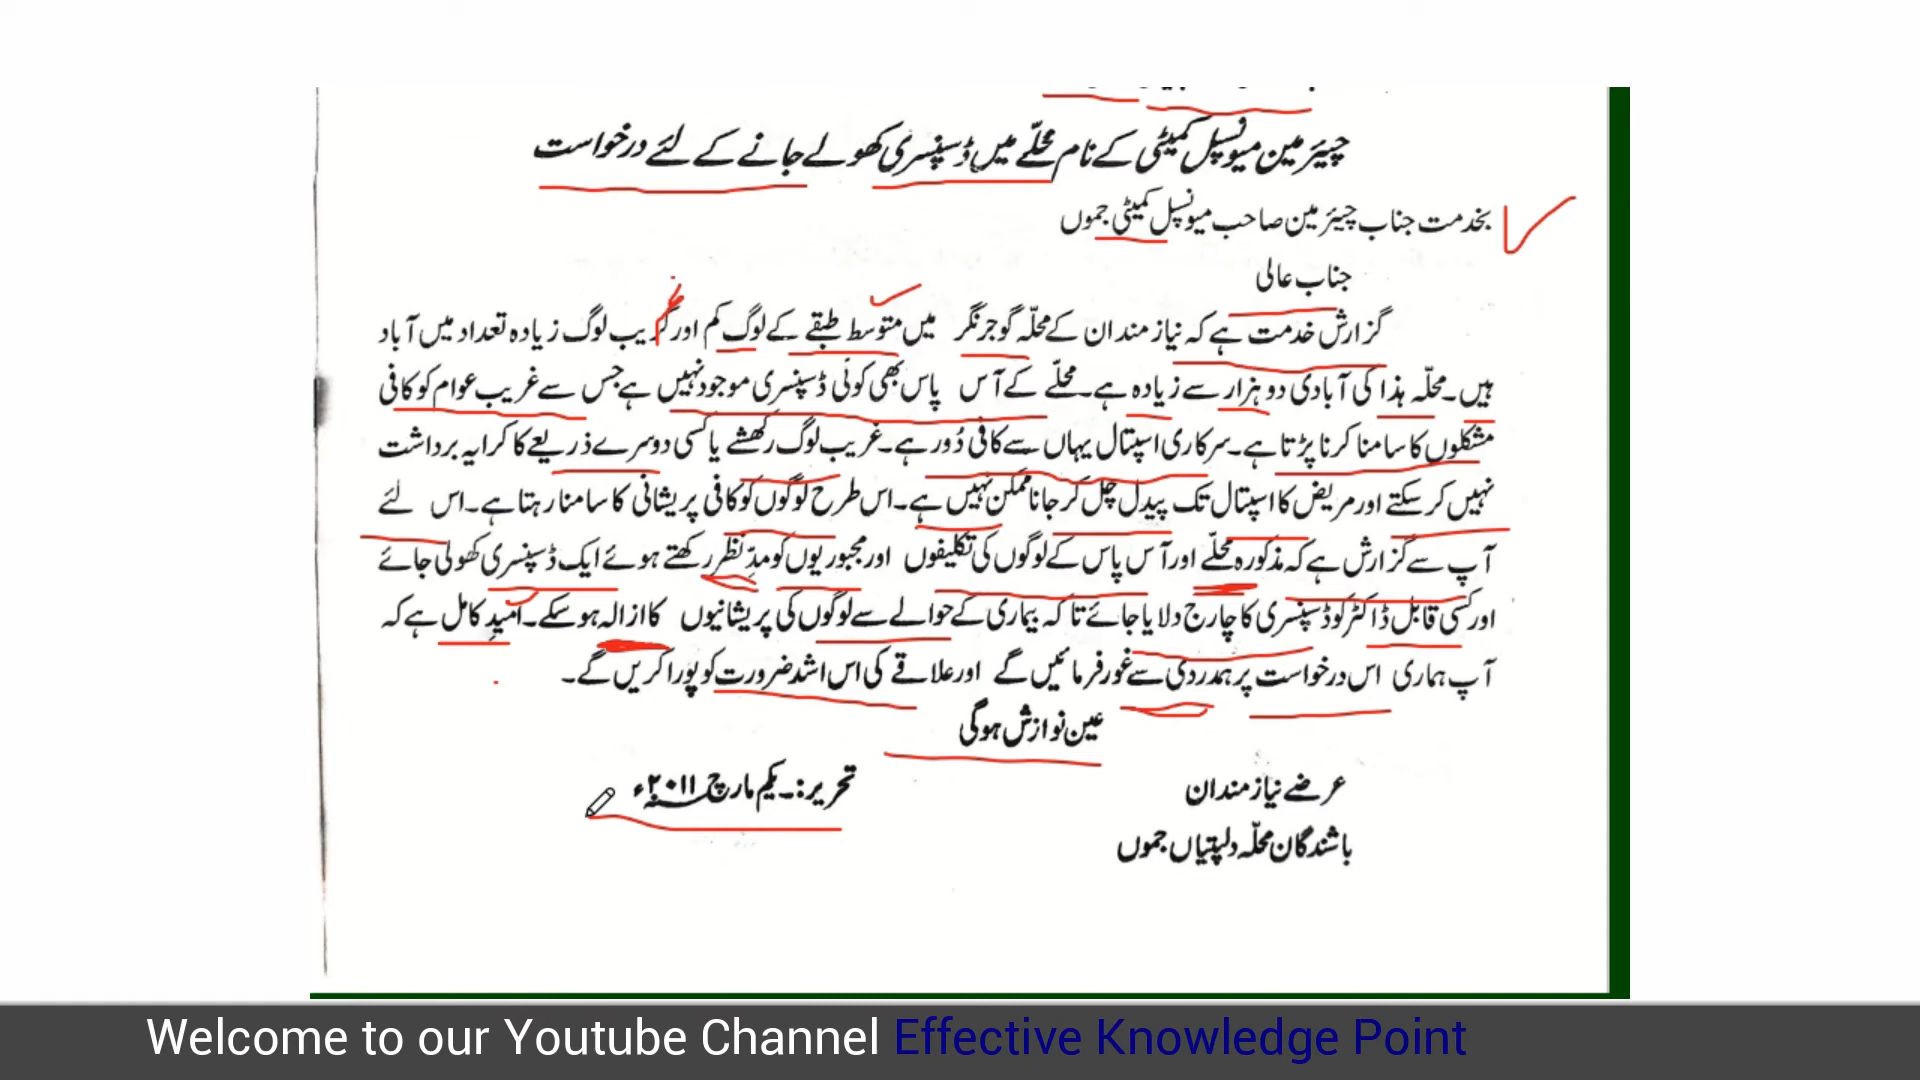 چیئرمین میونسپل کمیٹی کے نام محلّے میں ڈسپنسری کھولے جانے کے لئے درخواست
بخدمت جناب چیئرمین صاحب میونسپل کمیٹی جموں
جناب عالی
گزارش خدمت ہے کہ نیاز مندان کے محلّہ گوجر نگر میں متوسط طبقے کے لوگ کم اور غریب لوگ زیادہ تعداد میں آباد
ہیں۔ محلّہ ہذا کی آبادی دو ہزار سے زیادہ ہے۔ محلّے کے آس پاس بھی کوئی ڈسپنسری موجود نہیں ہے جس سے غریب عوام کو کافی
مشکلوں کا سامنا کرنا پڑتا ہے۔ سرکاری اسپتال یہاں سے کافی دُور ہے۔ غریب لوگ رکھشے یا کسی دوسرے ذریعے کا کرایہ برداشت
نہیں کر سکتے اور مریض کا اسپتال تک پیدل چل کر جانا ممکن نہیں ہے۔ اس طرح لوگوں کو کافی پریشانی کا سامنا رہتا ہے۔ اس لئے
آپ سے گزارش ہے کہ مذکورہ محلّے اور آس پاس کے لوگوں کی تکلیفوں اور مجبوریوں کو مدِّ نظر رکھتے ہوئے ایک ڈسپنسری کھولی جائے
اور کسی قابل ڈاکٹر کو ڈسپنسری کا چارج دلایا جائے تا کہ بیماری کے حوالے سے لوگوں کی پریشانیوں کا ازالہ ہو سکے۔ اُمیدِ کامل ہے کہ
آپ ہماری اس درخواست پر ہمدردی سے غور فرمائیں گے اور علاقے کی اس اشد ضرورت کو پورا کریں گے۔
عین نوازش ہوگی
عرضے نیاز مندان
تحریر:۔ یکم مارچ ۲۰۱۱ء
باشندگان محلّہ دلپتیاں جموں
Welcome to our Youtube Channel Effective Knowledge Point